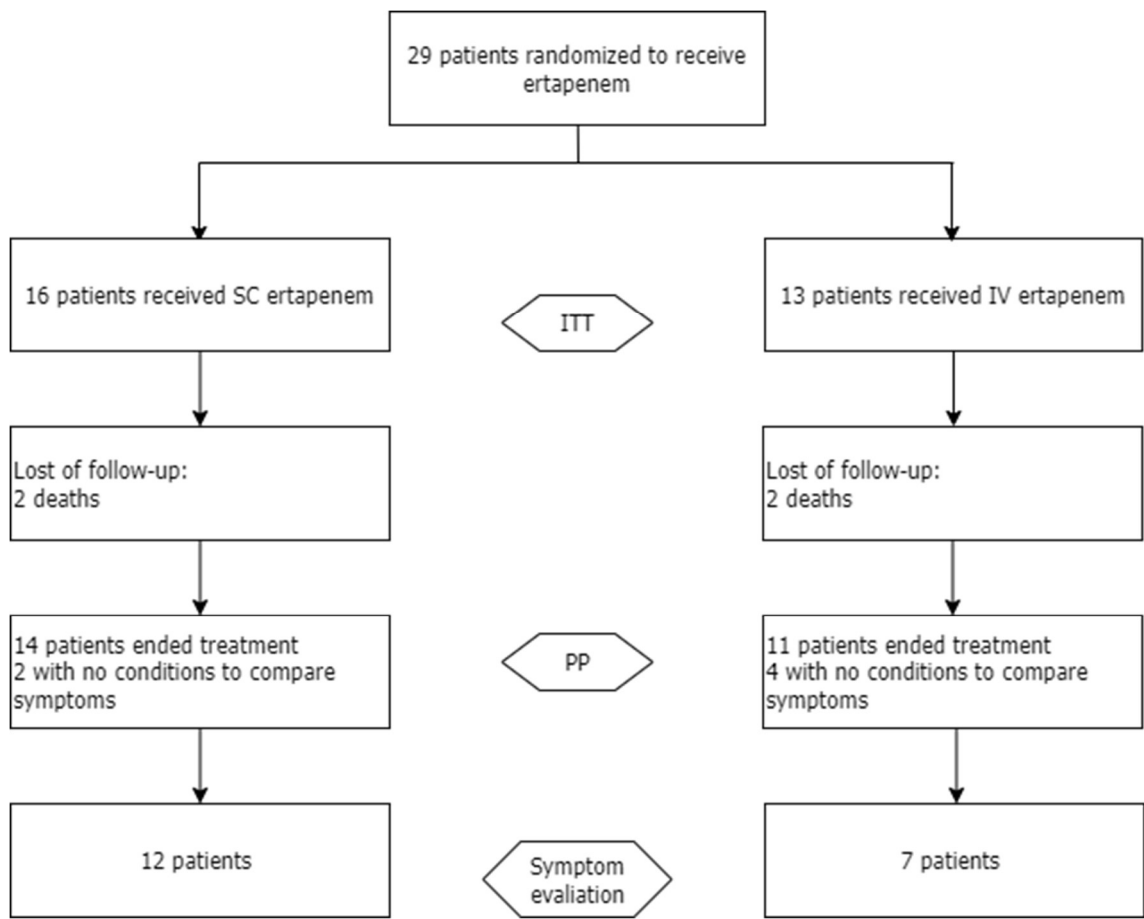 29 patients randomized to receive
ertapenem
16 patients received SC ertapenem
ITT
13 patients received IV ertapenem
Lost of follow-up:
2 deaths
Lost of follow-up:
2 deaths
14 patients ended treatment
2 with no conditions to compare
symptoms
PP
11 patients ended treatment
4 with no conditions to compare
symptoms
12 patients
Symptom
evaliation
7 patients